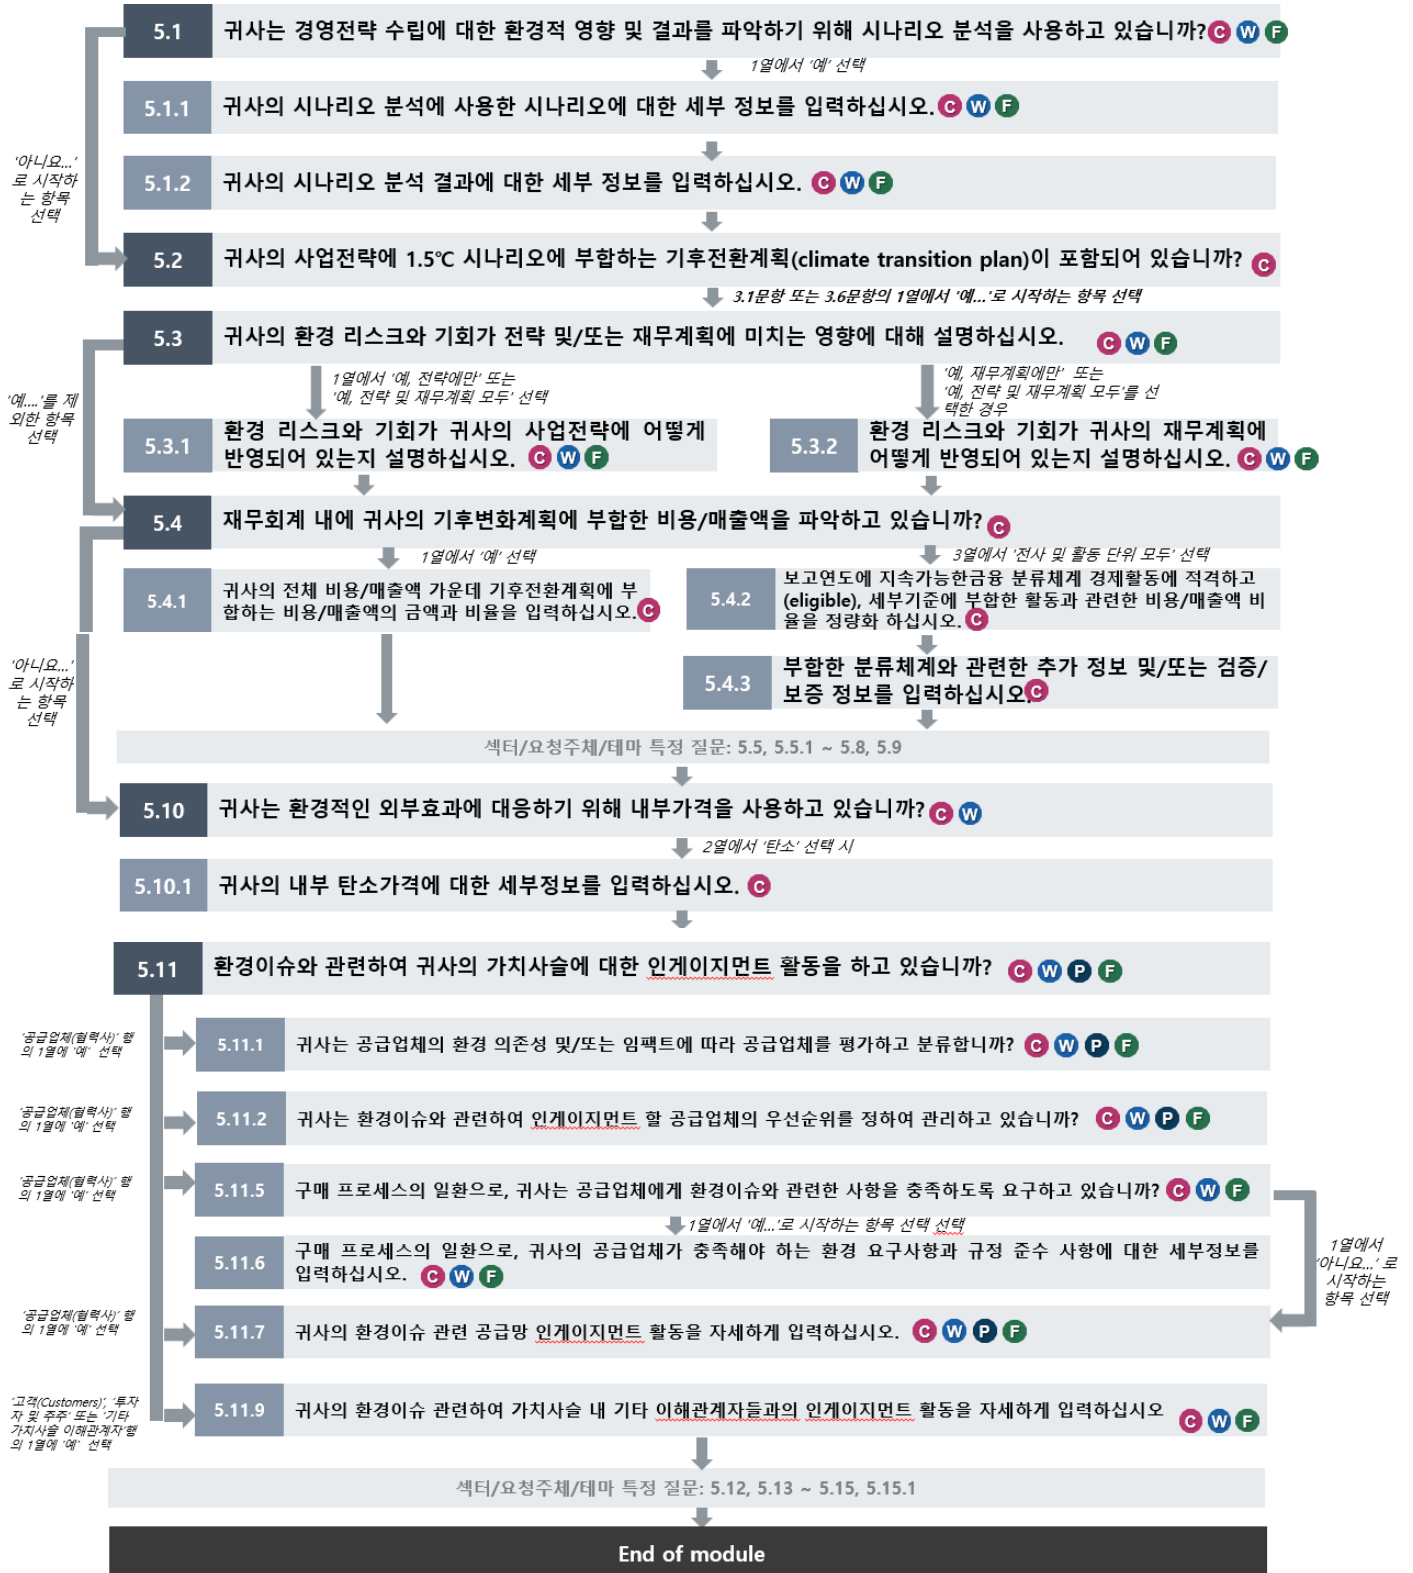 5.1
귀사는 경영전략 수립에 대한 환경적 영향 및 결과를 파악하기 위해 시나리오 분석을 사용하고 있습니까? C W F
1열에서 ‘예’ 선택
5.1.1
귀사의 시나리오 분석에 사용한 시나리오에 대한 세부 정보를 입력하십시오. C W F
‘아니요...’
로 시작하
는 항목
선택
5.1.2
귀사의 시나리오 분석 결과에 대한 세부 정보를 입력하십시오. C W F
5.2
귀사의 사업전략에 1.5℃ 시나리오에 부합하는 기후전환계획(climate transition plan)이 포함되어 있습니까? C
3.1문항 또는 3.6문항의 1열에서 ‘예...’로 시작하는 항목 선택
5.3
귀사의 환경 리스크와 기회가 전략 및/또는 재무계획에 미치는 영향에 대해 설명하십시오. C W F
‘예....’를 제
외한 항목
선택
1열에서 ‘예, 전략에만’ 또는
‘예, 전략 및 재무계획 모두’ 선택
‘예, 재무계획에만’ 또는
‘예, 전략 및 재무계획 모두’를 선
택한 경우
5.3.1
환경 리스크와 기회가 귀사의 사업전략에 어떻게
반영되어 있는지 설명하십시오. C W F
5.3.2
환경 리스크와 기회가 귀사의 재무계획에
어떻게 반영되어 있는지 설명하십시오. C W F
5.4
재무회계 내에 귀사의 기후변화계획에 부합한 비용/매출액을 파악하고 있습니까? C
1열에서 ‘예’ 선택
3열에서 ‘전사 및 활동 단위 모두’ 선택
5.4.1
귀사의 전체 비용/매출액 가운데 기후전환계획에 부
합하는 비용/매출액의 금액과 비율을 입력하십시오. C
5.4.2
보고연도에 지속가능한금융 분류체계 경제활동에 적격하고
(eligible), 세부기준에 부합한 활동과 관련한 비용/매출액 비
율을 정량화 하십시오. C
‘아니요...’
로 시작하
는 항목
선택
5.4.3
부합한 분류체계와 관련한 추가 정보 및/또는 검증/
보증 정보를 입력하십시오. C
섹터/요청주체/테마 특정 질문: 5.5, 5.5.1 ~ 5.8, 5.9
5.10
귀사는 환경적인 외부효과에 대응하기 위해 내부가격을 사용하고 있습니까? C W
2열에서 ‘탄소’ 선택 시
5.10.1
귀사의 내부 탄소가격에 대한 세부정보를 입력하십시오. C
5.11
환경이슈와 관련하여 귀사의 가치사슬에 대한 인게이지먼트 활동을 하고 있습니까? C W P F
‘공급업체(협력사)’ 행
의 1열에 ‘예’ 선택
5.11.1
귀사는 공급업체의 환경 의존성 및/또는 임팩트에 따라 공급업체를 평가하고 분류합니까? C W P F
‘공급업체(협력사)’ 행
의 1열에 ‘예’ 선택
5.11.2
귀사는 환경이슈와 관련하여 인게이지먼트 할 공급업체의 우선순위를 정하여 관리하고 있습니까? C W P F
‘공급업체(협력사)’ 행
의 1열에 ‘예’ 선택
5.11.5
구매 프로세스의 일환으로, 귀사는 공급업체에게 환경이슈와 관련한 사항을 충족하도록 요구하고 있습니까? C W F
1열에서 ‘예...’로 시작하는 항목 선택 선택
5.11.6
구매 프로세스의 일환으로, 귀사의 공급업체가 충족해야 하는 환경 요구사항과 규정 준수 사항에 대한 세부정보를
입력하십시오. C W F
1열에서
‘아니요...’ 로
시작하는
항목 선택
‘공급업체(협력사)’ 행
의 1열에 ‘예’ 선택
5.11.7
귀사의 환경이슈 관련 공급망 인게이지먼트 활동을 자세하게 입력하십시오. C W P F
‘고객(Customers)’, ‘투자
자 및 주주’ 또는 ‘기타
가치사슬 이해관계자’행
의 1열에 ‘예’ 선택
5.11.9
귀사의 환경이슈 관련하여 가치사슬 내 기타 이해관계자들과의 인게이지먼트 활동을 자세하게 입력하십시오 C W F
섹터/요청주체/테마 특정 질문: 5.12, 5.13 ~ 5.15, 5.15.1
End of module